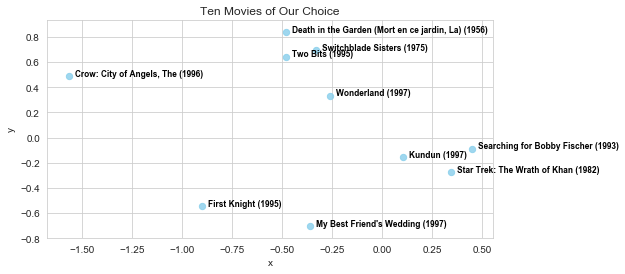 Ten Movies of Our Choice
Death in the Garden (Mort en ce jardin, La) (1956)
Switchblade Sisters (1975)
Two Bits (1995)
Crow: City of Angels, The (1996)
Wonderland (1997)
Searching for Bobby Fischer (1993)
Kundun (1997)
Star Trek: The Wrath of Khan (1982)
First Knight (1995)
My Best Friend's Wedding (1997)
0.8
0.6
0.4
0.2
0.0
−0.2
−0.4
−0.6
−0.8
y
−1.50
−1.25
−1.00
−0.75
−0.50
−0.25
0.00
0.25
0.50
x